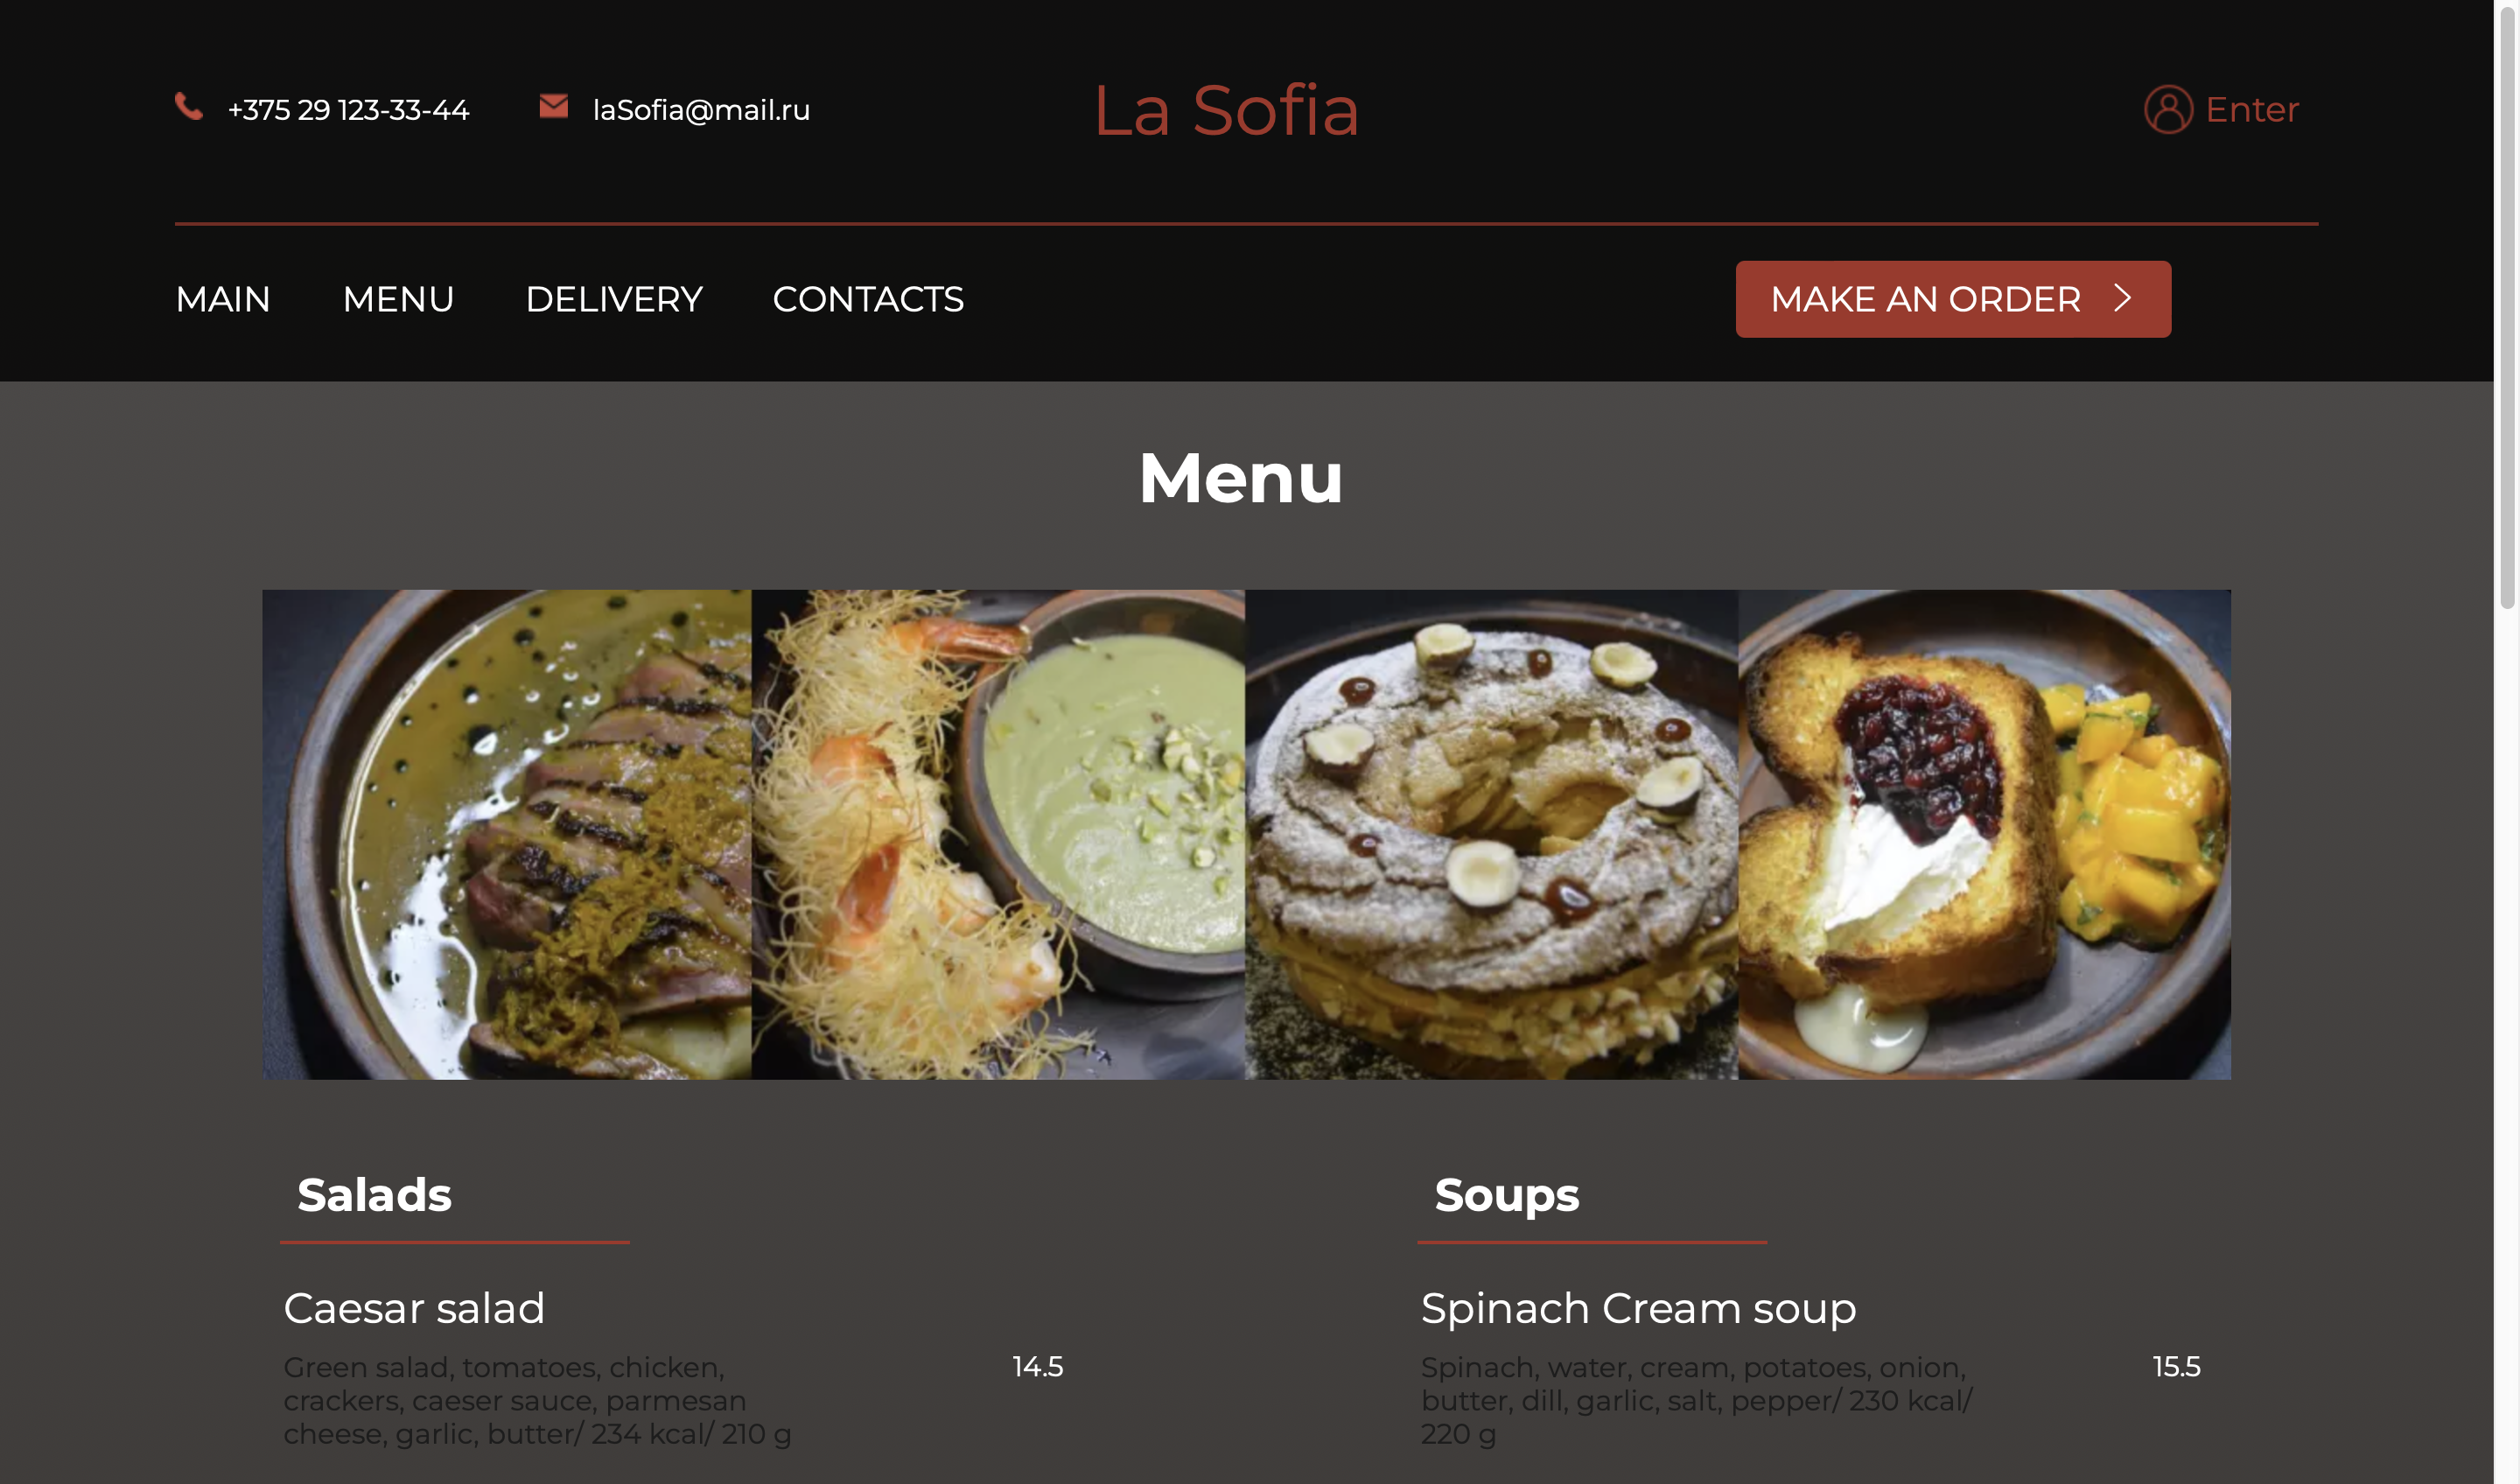 +375 29 123-33-44
laSofia@mail.ru
La Sofia
Enter
MAIN
MENU
DELIVERY
CONTACTS
MAKE AN ORDER
Menu
Salads
Caesar salad
Green salad, tomatoes, chicken,
crackers, caeser sauce, parmesan
cheese, garlic, butter/ 234 kcal/ 210 g
14.5
Soups
Spinach Cream soup
Spinach, water, cream, potatoes, onion,
butter, dill, garlic, salt, pepper/ 230 kcal/
220 g
15.5